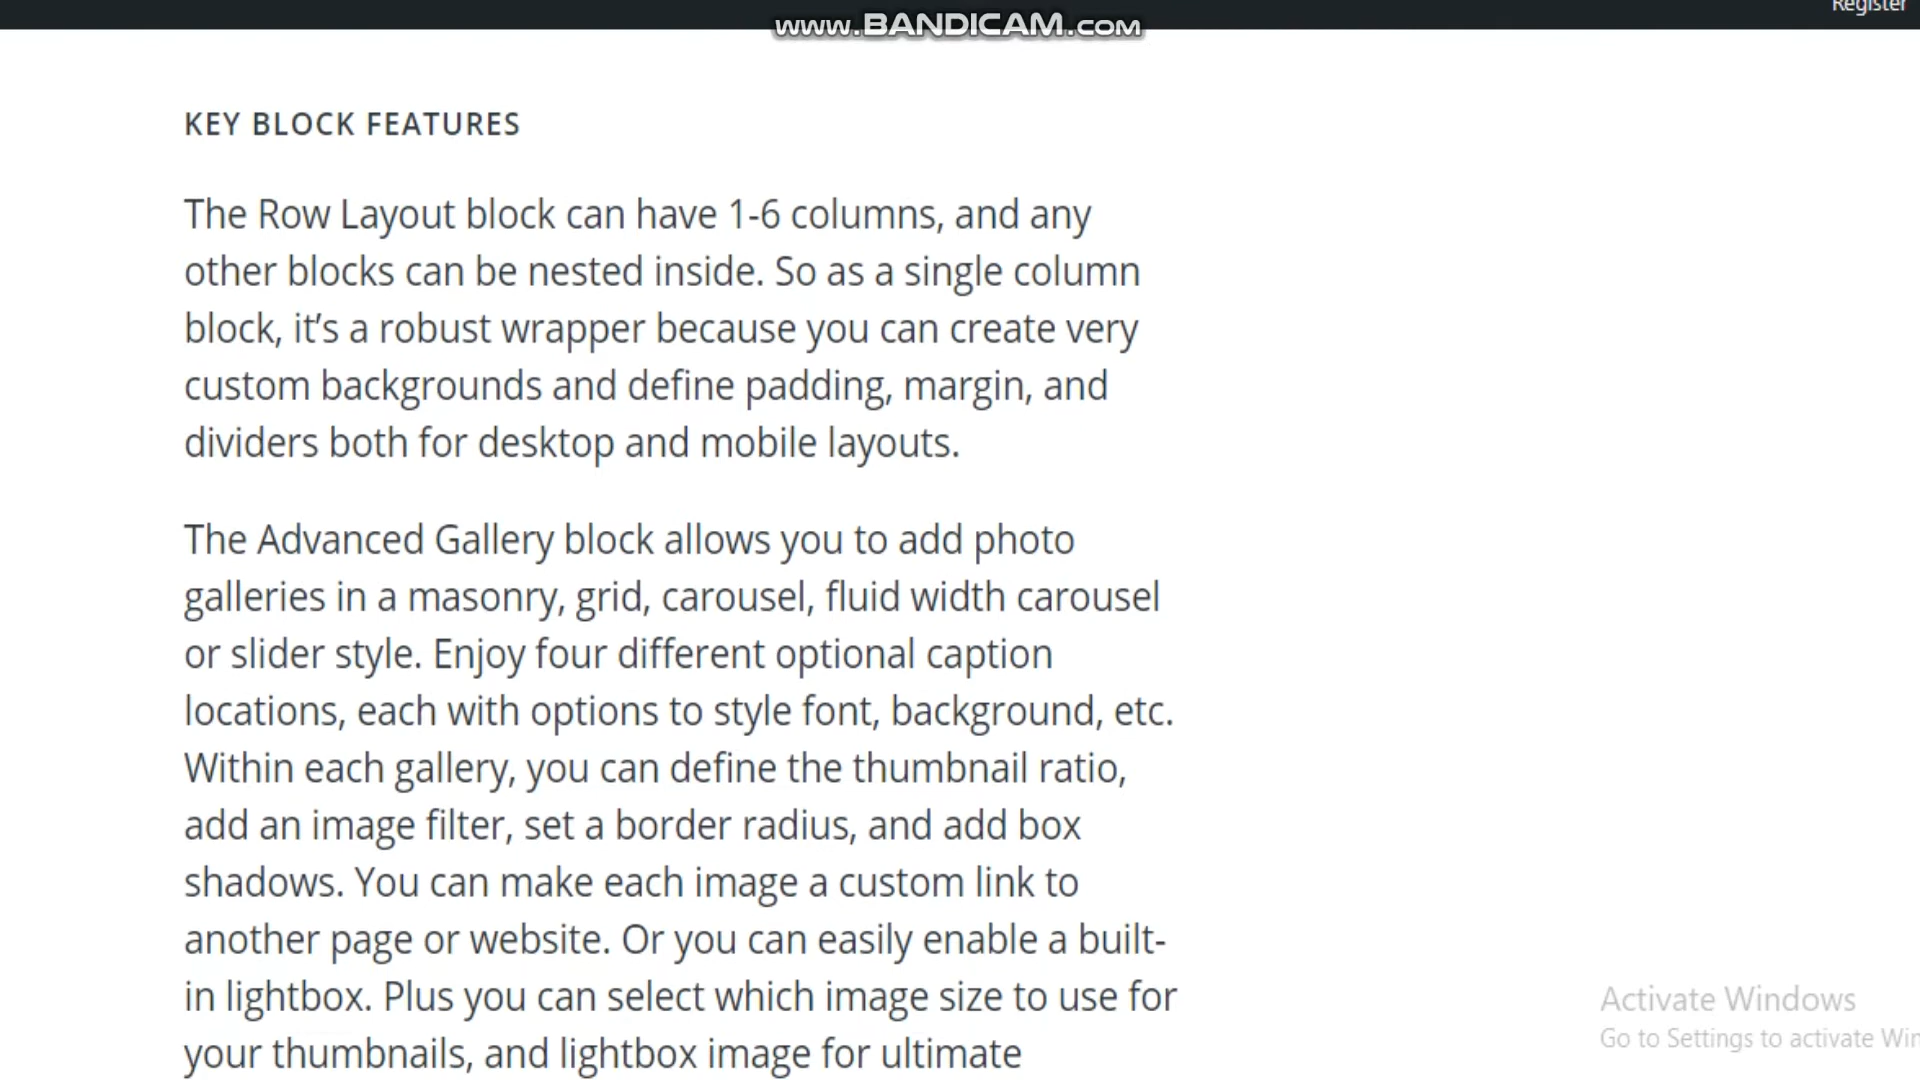 Register
www.BANDICAM.com
KEY BLOCK FEATURES
The Row Layout block can have 1-6 columns, and any
other blocks can be nested inside. So as a single column
block, it’s a robust wrapper because you can create very
custom backgrounds and define padding, margin, and
dividers both for desktop and mobile layouts.
The Advanced Gallery block allows you to add photo
galleries in a masonry, grid, carousel, fluid width carousel
or slider style. Enjoy four different optional caption
locations, each with options to style font, background, etc.
Within each gallery, you can define the thumbnail ratio,
add an image filter, set a border radius, and add box
shadows. You can make each image a custom link to
another page or website. Or you can easily enable a built-
in lightbox. Plus you can select which image size to use for
your thumbnails, and lightbox image for ultimate
Activate Windows
Go to Settings to activate Win